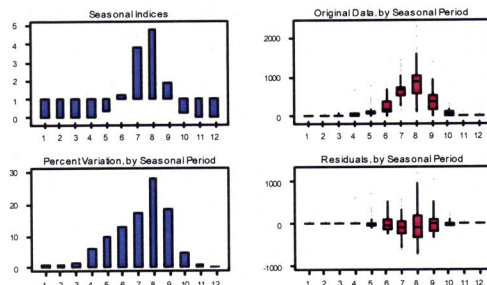 Seasonal Indices
5
4
3
2
1
0
1 2 3 4 5 6 7 8 9 10 11 12
Original Data, by Seasonal Period
2000
1000
0
1 2 3 4 5 6 7 8 9 10 11 12
Percent Variation, by Seasonal Period
30
20
10
0
1 2 3 4 5 6 7 8 9 10 11 12
Residuals, by Seasonal Period
1000
0
-1000
1 2 3 4 5 6 7 8 9 10 11 12